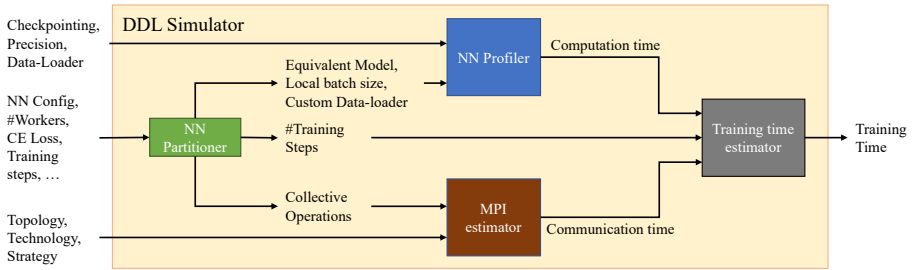 DDL Simulator
Checkpointing,
Precision,
Data-Loader
NN Profiler
Computation time
Equivalent Model,
Local batch size,
Custom Data-loader
NN Config,
#Workers,
CE Loss,
Training
steps, …
NN
Partitioner
#Training
Steps
Training time
estimator
Training
Time
Collective
Operations
MPI
estimator
Communication time
Topology,
Technology,
Strategy